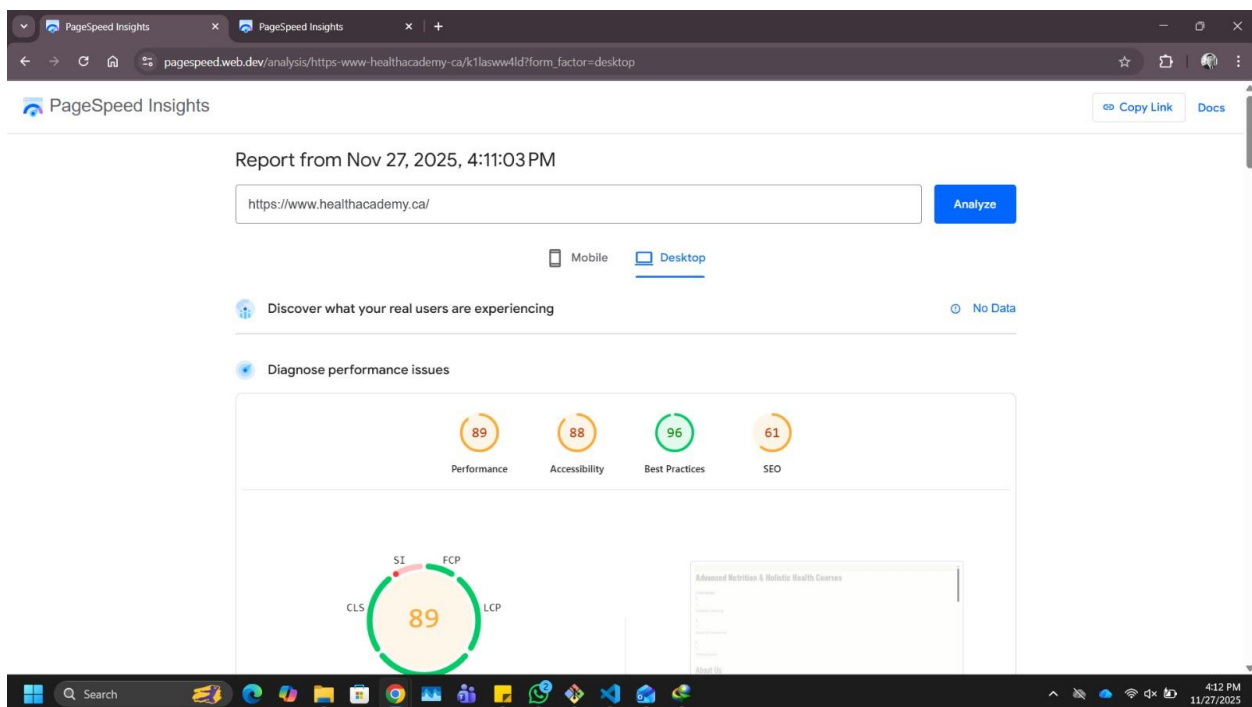 PageSpeed Insights
PageSpeed Insights
pagespeed.web.dev/analysis/https-www-healthacademy-ca/k1lasww4ld?form_factor=desktop
PageSpeed Insights
Copy Link
Docs
Report from Nov 27, 2025, 4:11:03 PM
https://www.healthacademy.ca/
Analyze
Mobile
Desktop
Discover what your real users are experiencing
No Data
Diagnose performance issues
89
88
96
61
Performance
Accessibility
Best Practices
SEO
SI
FCP
CLS
LCP
89
Advanced Nutrition & Holistic Health Courses
About Us
Search
4:12 PM
11/27/2025